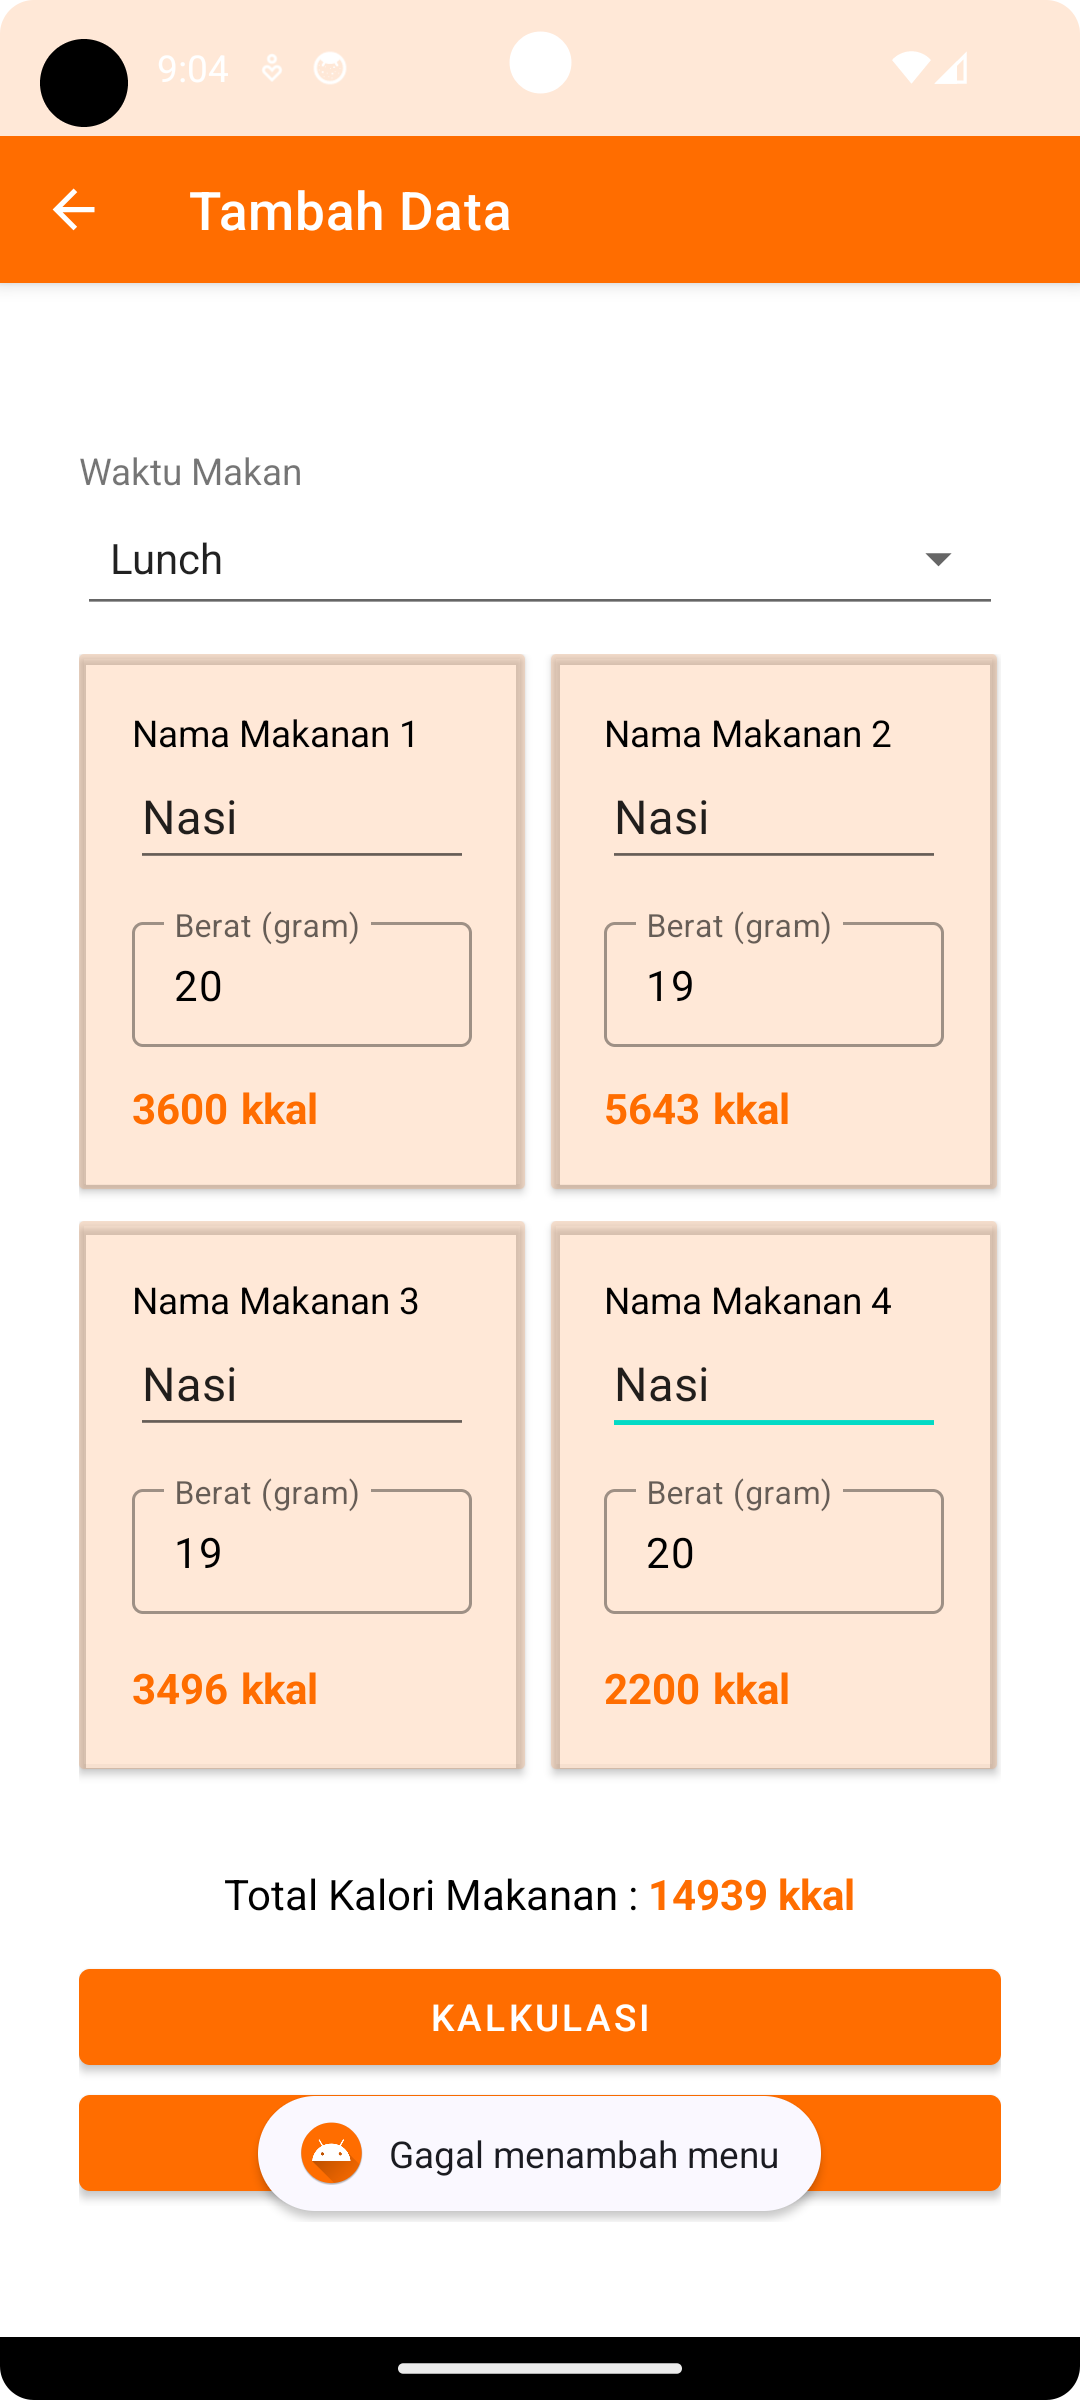 9:04
Tambah Data
Waktu Makan
Lunch
Nama Makanan 1
Nasi
Berat (gram)
20
3600 kkal
Nama Makanan 2
Nasi
Berat (gram)
19
5643 kkal
Nama Makanan 3
Nasi
Berat (gram)
19
3496 kkal
Nama Makanan 4
Nasi
Berat (gram)
20
2200 kkal
Total Kalori Makanan : 14939 kkal
KALKULASI
Gagal menambah menu